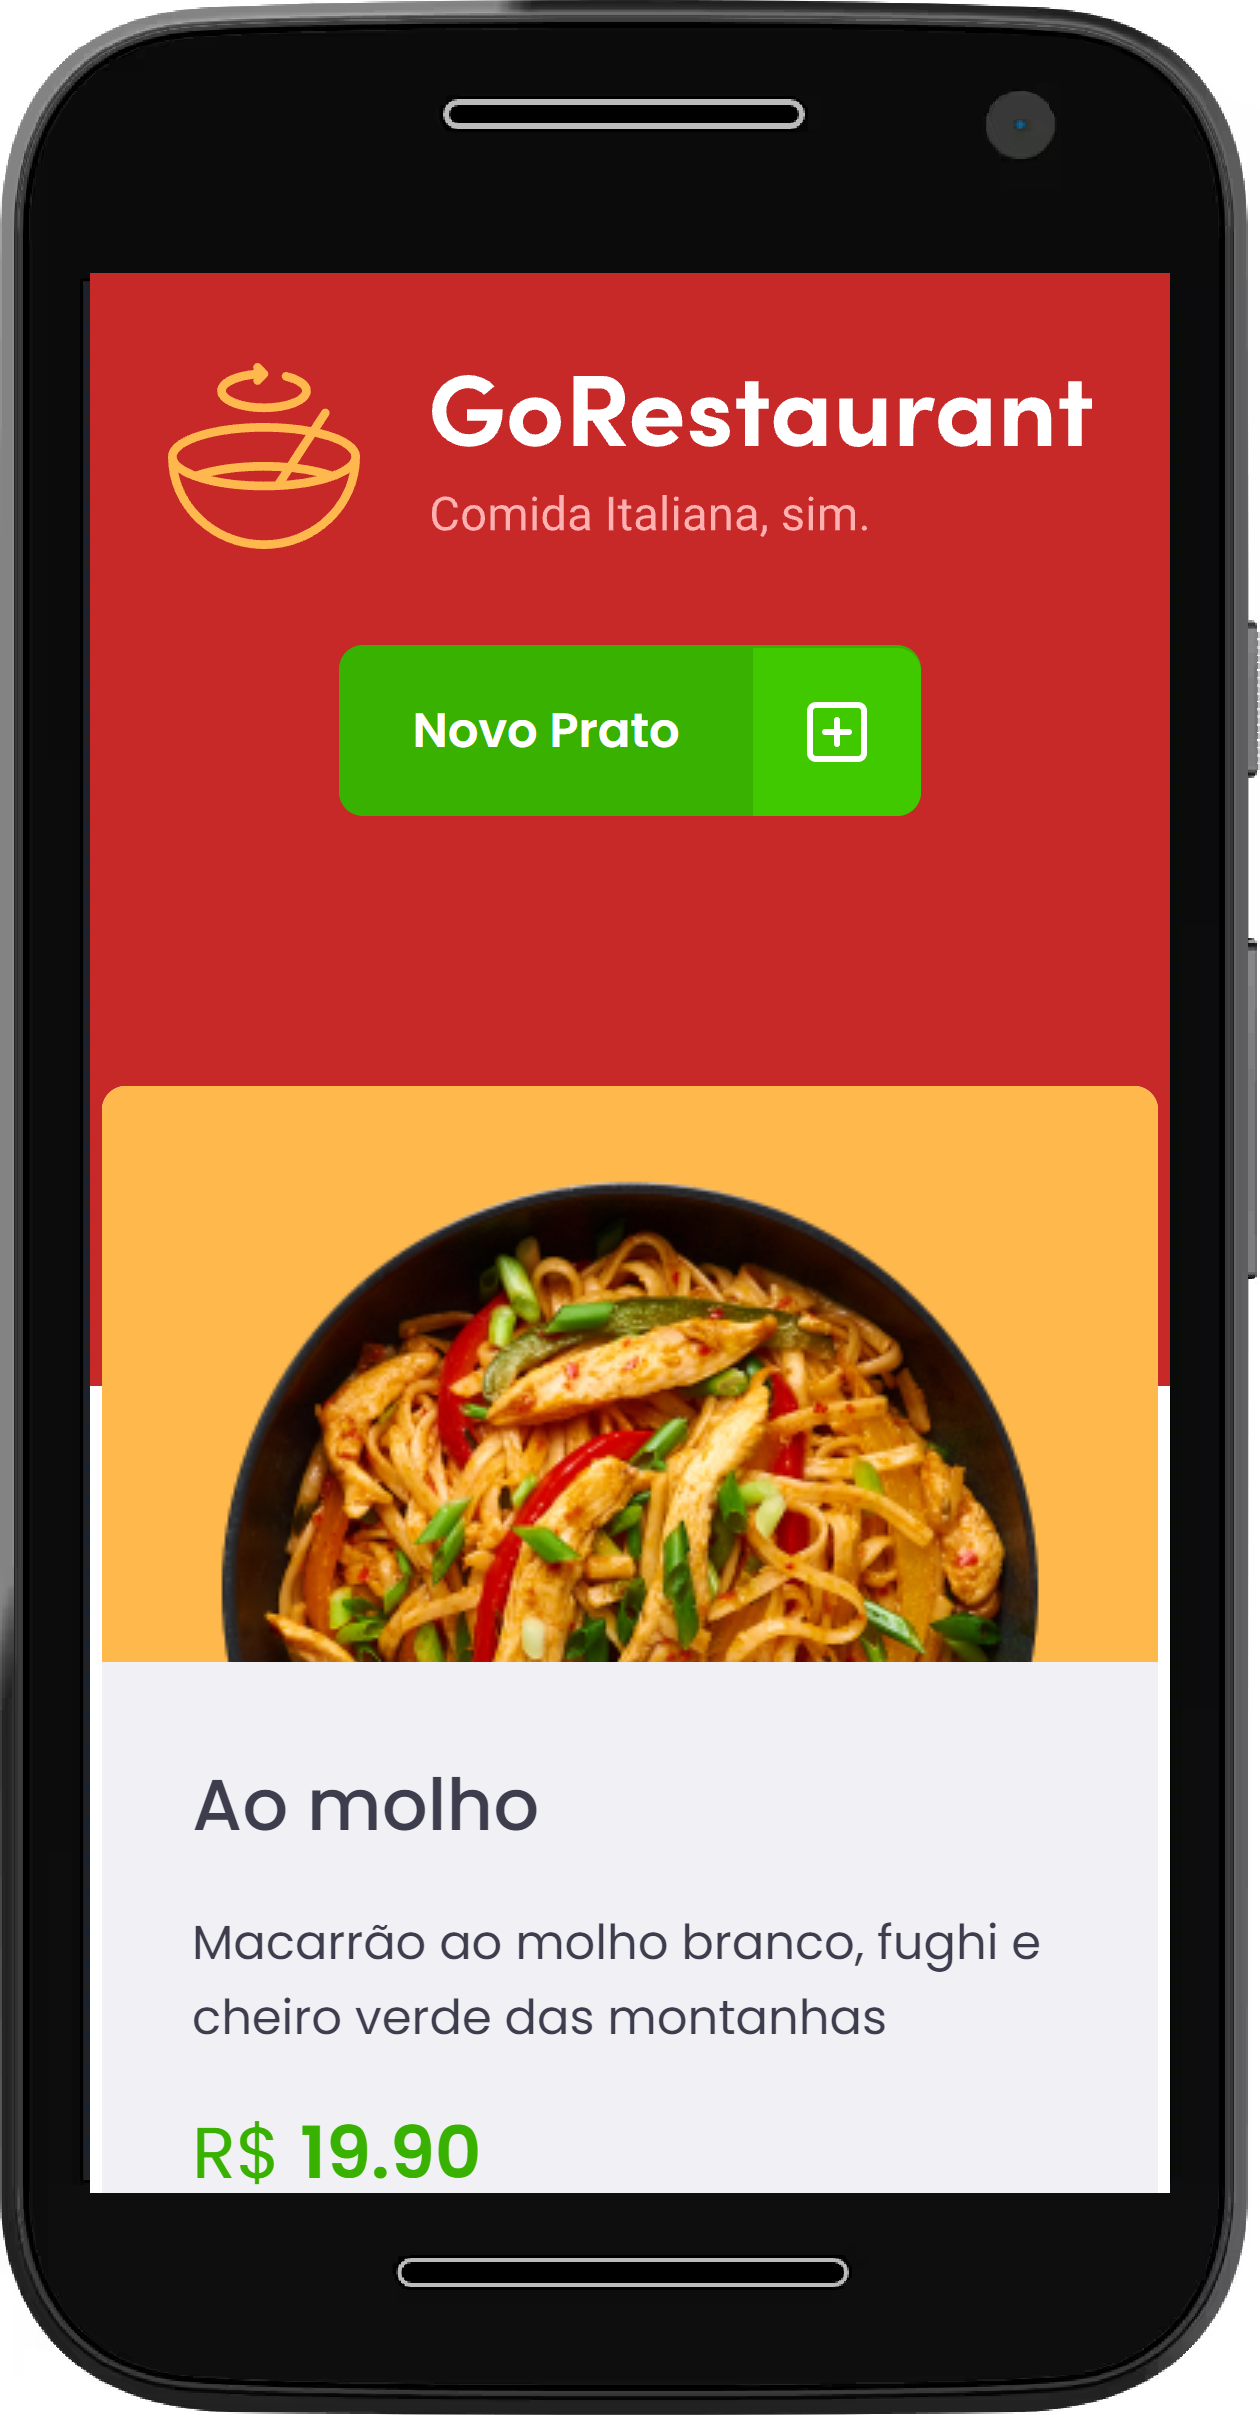 GoRestaurant
Comida Italiana, sim.
Novo Prato
Ao molho
Macarrão ao molho branco, fughi e
cheiro verde das montanhas
R$ 19.90